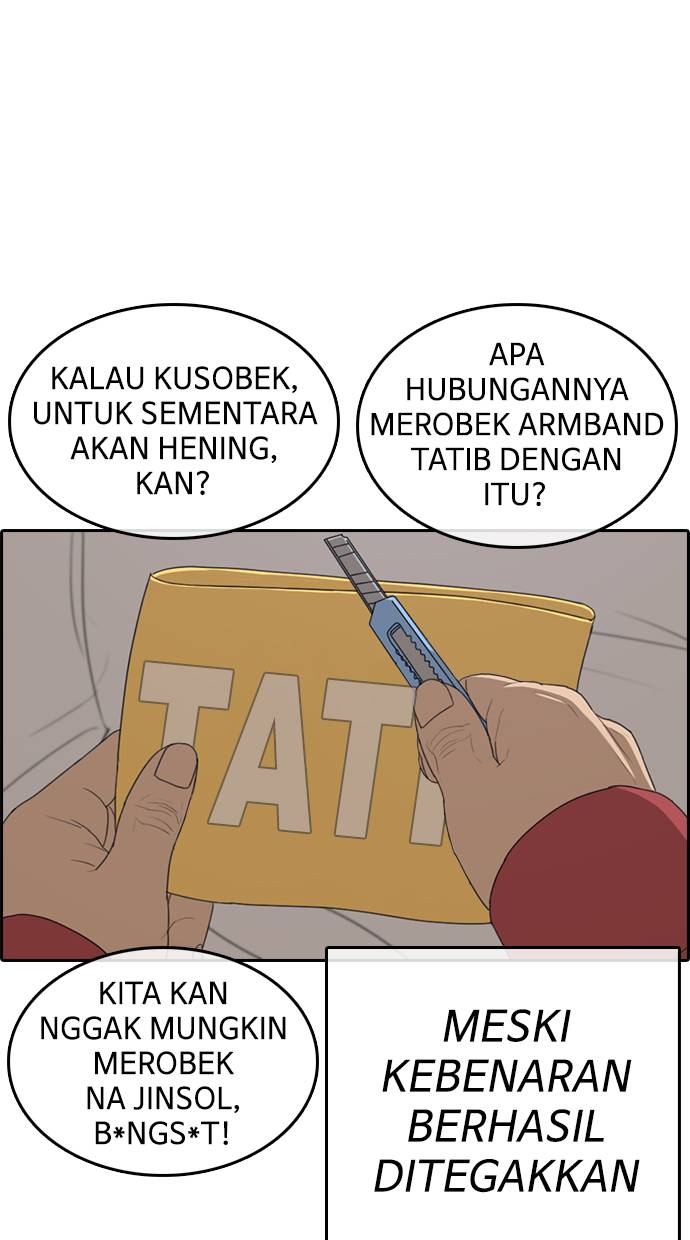 KALAU KUSOBEK,
UNTUK SEMENTARA
AKAN HENING,
KAN?
APA
HUBUNGANNYA
MEROBEK ARMBAND
TATIB DENGAN
ITU?
TATI
KITA KAN
NGGAK MUNGKIN
MEROBEK
NA JINSOL,
B*NGS*T!
MESKI
KEBENARAN
BERHASIL
DITEGAKKAN